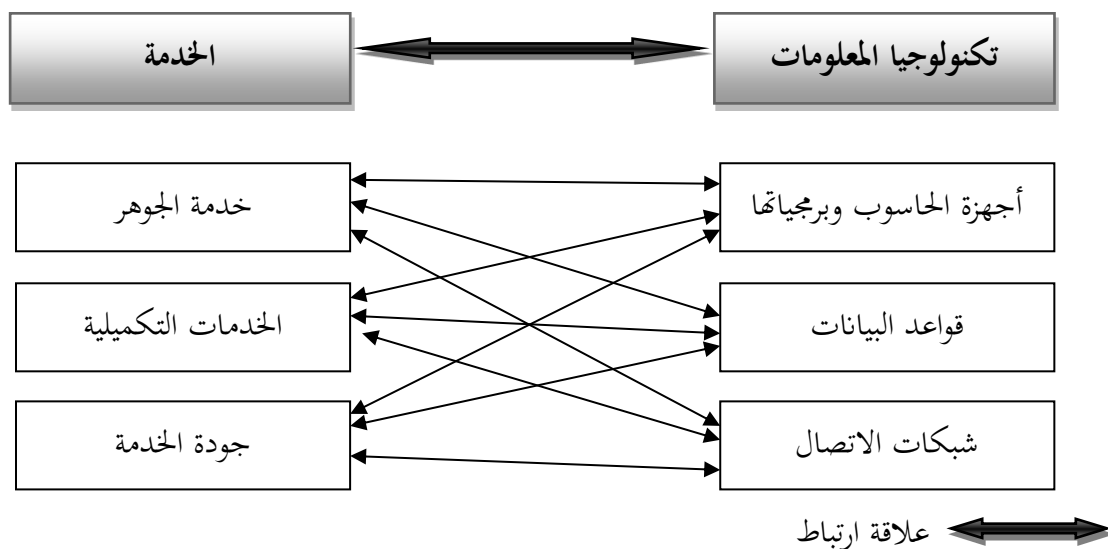 تكنولوجيا المعلومات
الخدمة
أجهزة الحاسوب وبرمجياتها
خدمة الجوهر
قواعد البيانات
الخدمات التكميلية
شبكات الاتصال
جودة الخدمة
علاقة ارتباط